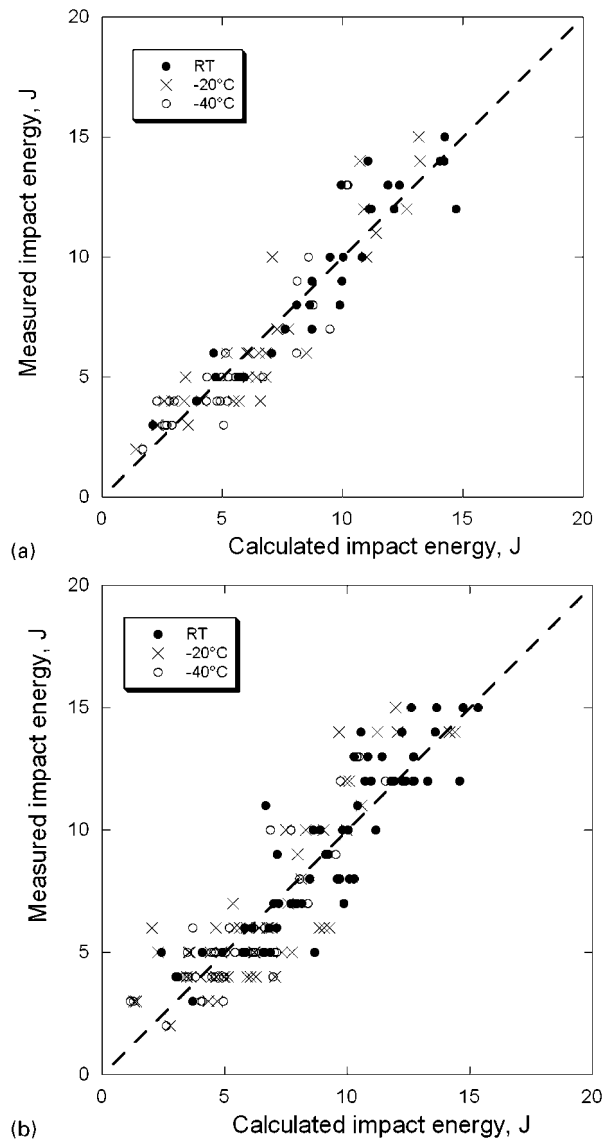 20
15
10
5
0
Measured impact energy, J
RT
-20°C
-40°C
0 5 10 15 20
(a)
Calculated impact energy, J
20
15
10
5
0
Measured impact energy, J
RT
-20°C
-40°C
0 5 10 15 20
(b)
Calculated impact energy, J